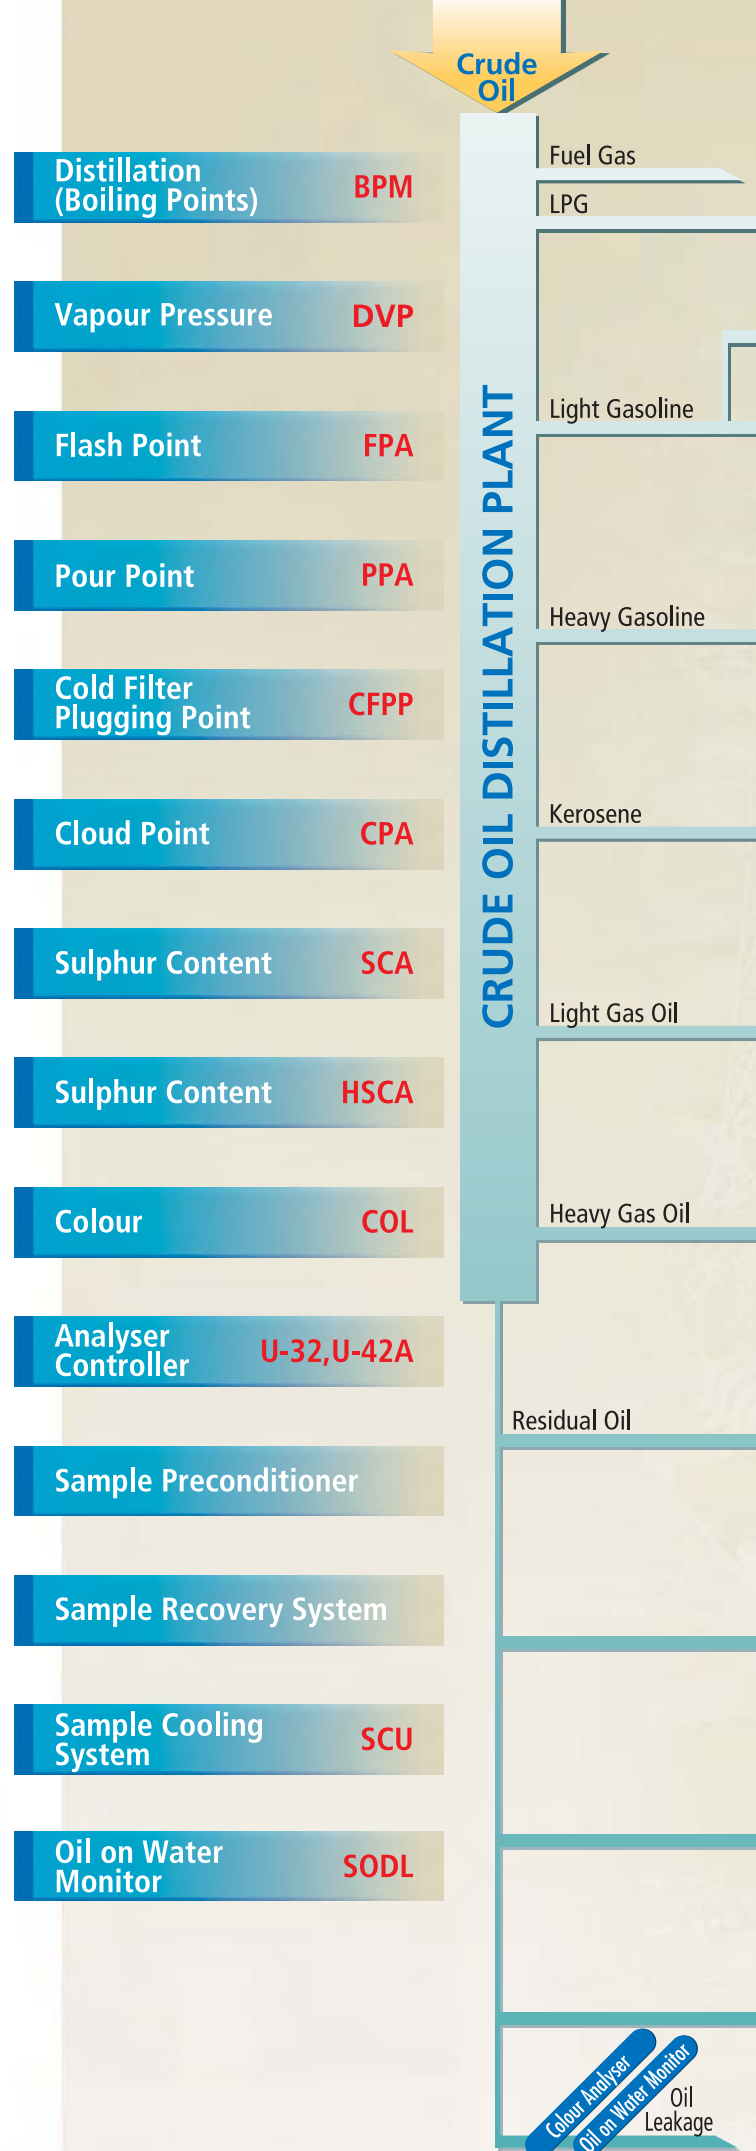 Crude
Oil
Distillation
(Boiling Points)
BPM
Vapour Pressure
DVP
Flash Point
FPA
Pour Point
PPA
Cold Filter
Plugging Point
CFPP
Cloud Point
CPA
Sulphur Content
SCA
Sulphur Content
HSCA
Colour
COL
Analyser
Controller
U-32,U-42A
Sample Preconditioner
Sample Recovery System
Sample Cooling
System
SCU
Oil on Water
Monitor
SODL
CRUDE OIL DISTILLATION PLANT
Fuel Gas
LPG
Light Gasoline
Heavy Gasoline
Kerosene
Light Gas Oil
Heavy Gas Oil
Residual Oil
Colour Analyser
Oil on Water Monitor
Oil
Leakage